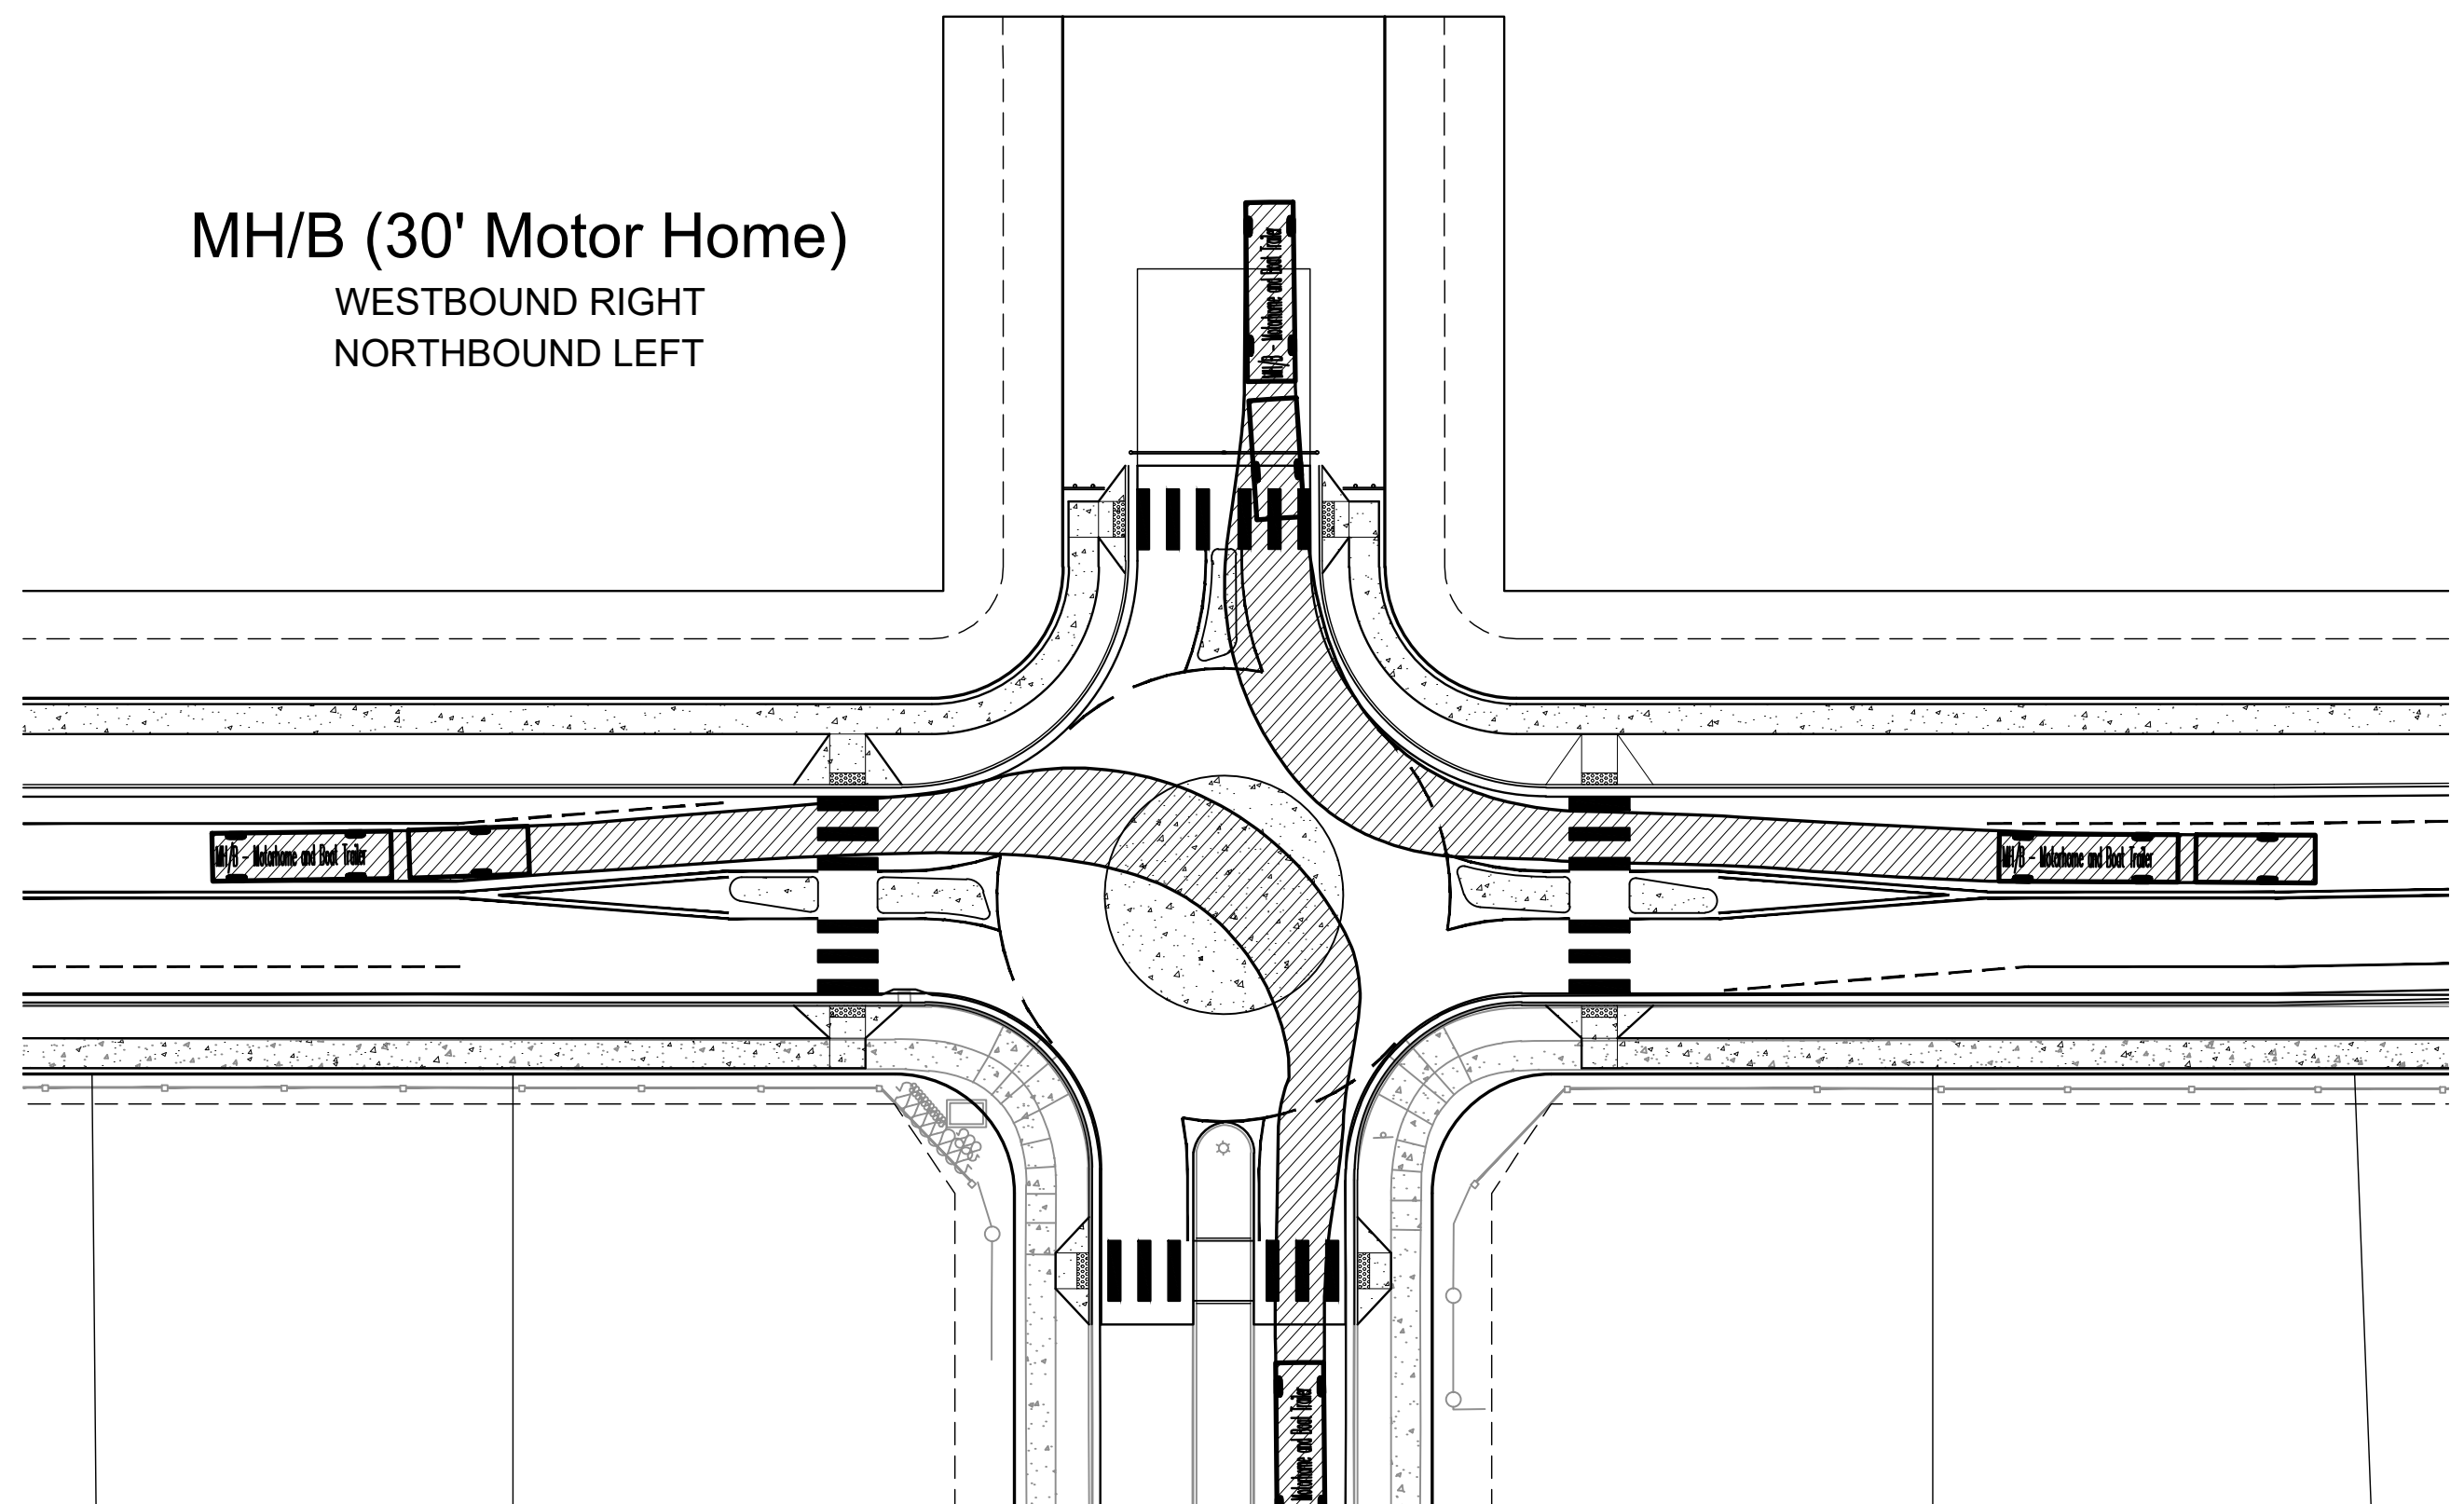 MH/B (30' Motor Home)
WESTBOUND RIGHT
NORTHBOUND LEFT
MH/B - Motorhome and Boat Trailer
MH/B - Motorhome and Boat Trailer
MH/B - Motorhome and Boat Trailer
Motorhome and Boat Trailer